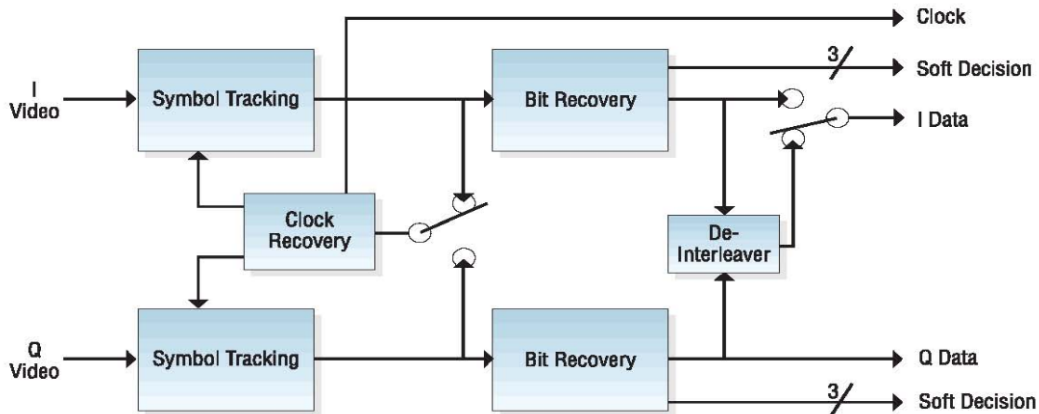 Clock
3
Soft Decision
I
Video
Symbol Tracking
Bit Recovery
I Data
Clock
Recovery
De-
Interleaver
Q
Video
Symbol Tracking
Bit Recovery
Q Data
3
Soft Decision